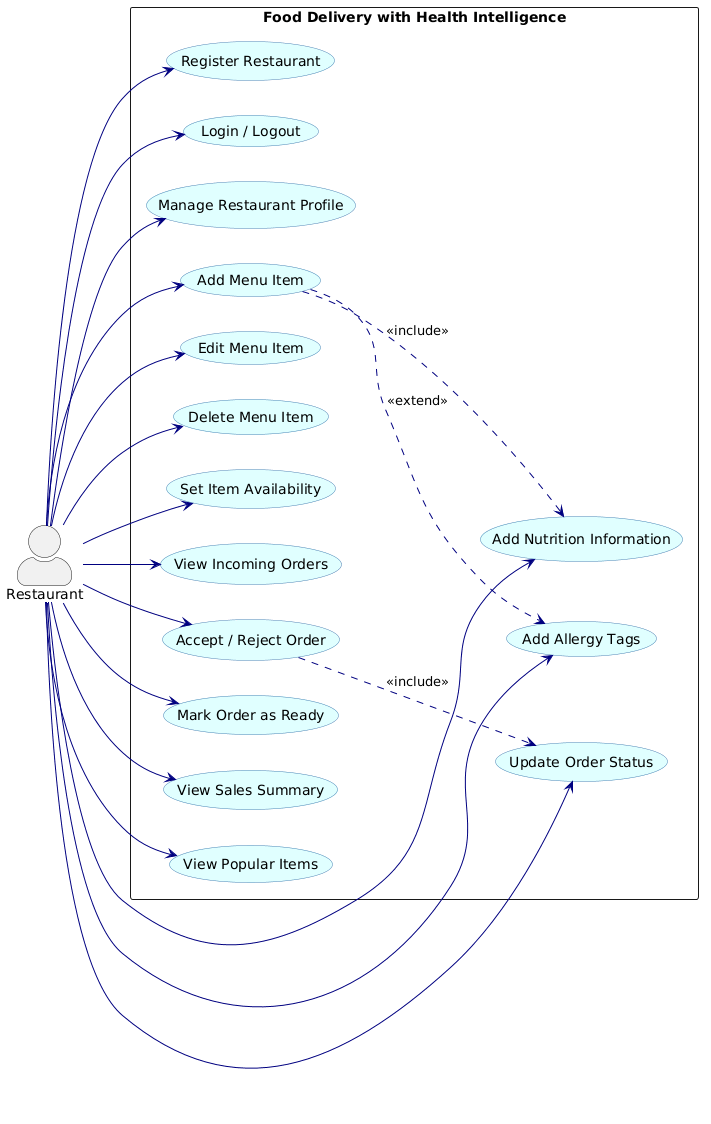 Food Delivery with Health Intelligence
Register Restaurant
Login / Logout
Manage Restaurant Profile
Add Menu Item
«include»
Edit Menu Item
«extend»
Delete Menu Item
Set Item Availability
Add Nutrition Information
View Incoming Orders
Restaurant
Accept / Reject Order
Add Allergy Tags
«include»
Mark Order as Ready
Update Order Status
View Sales Summary
View Popular Items